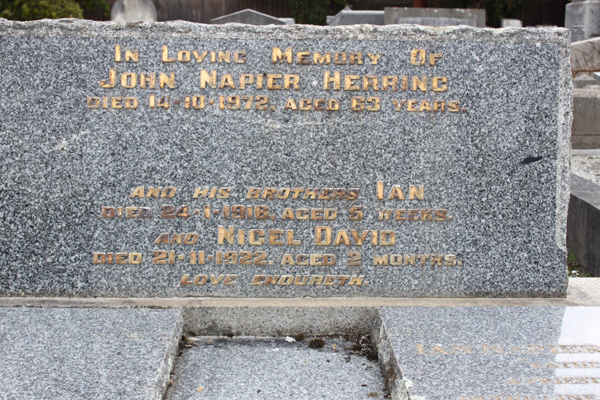 In Loving Memory Of
John Napier Herring
Died 14-10-1972, aged 63 years.
and his brothers Ian
Died 24-1-1918, aged 5 weeks.
and Nigel David
Died 21-11-1922, aged 2 months.
Love endureth.